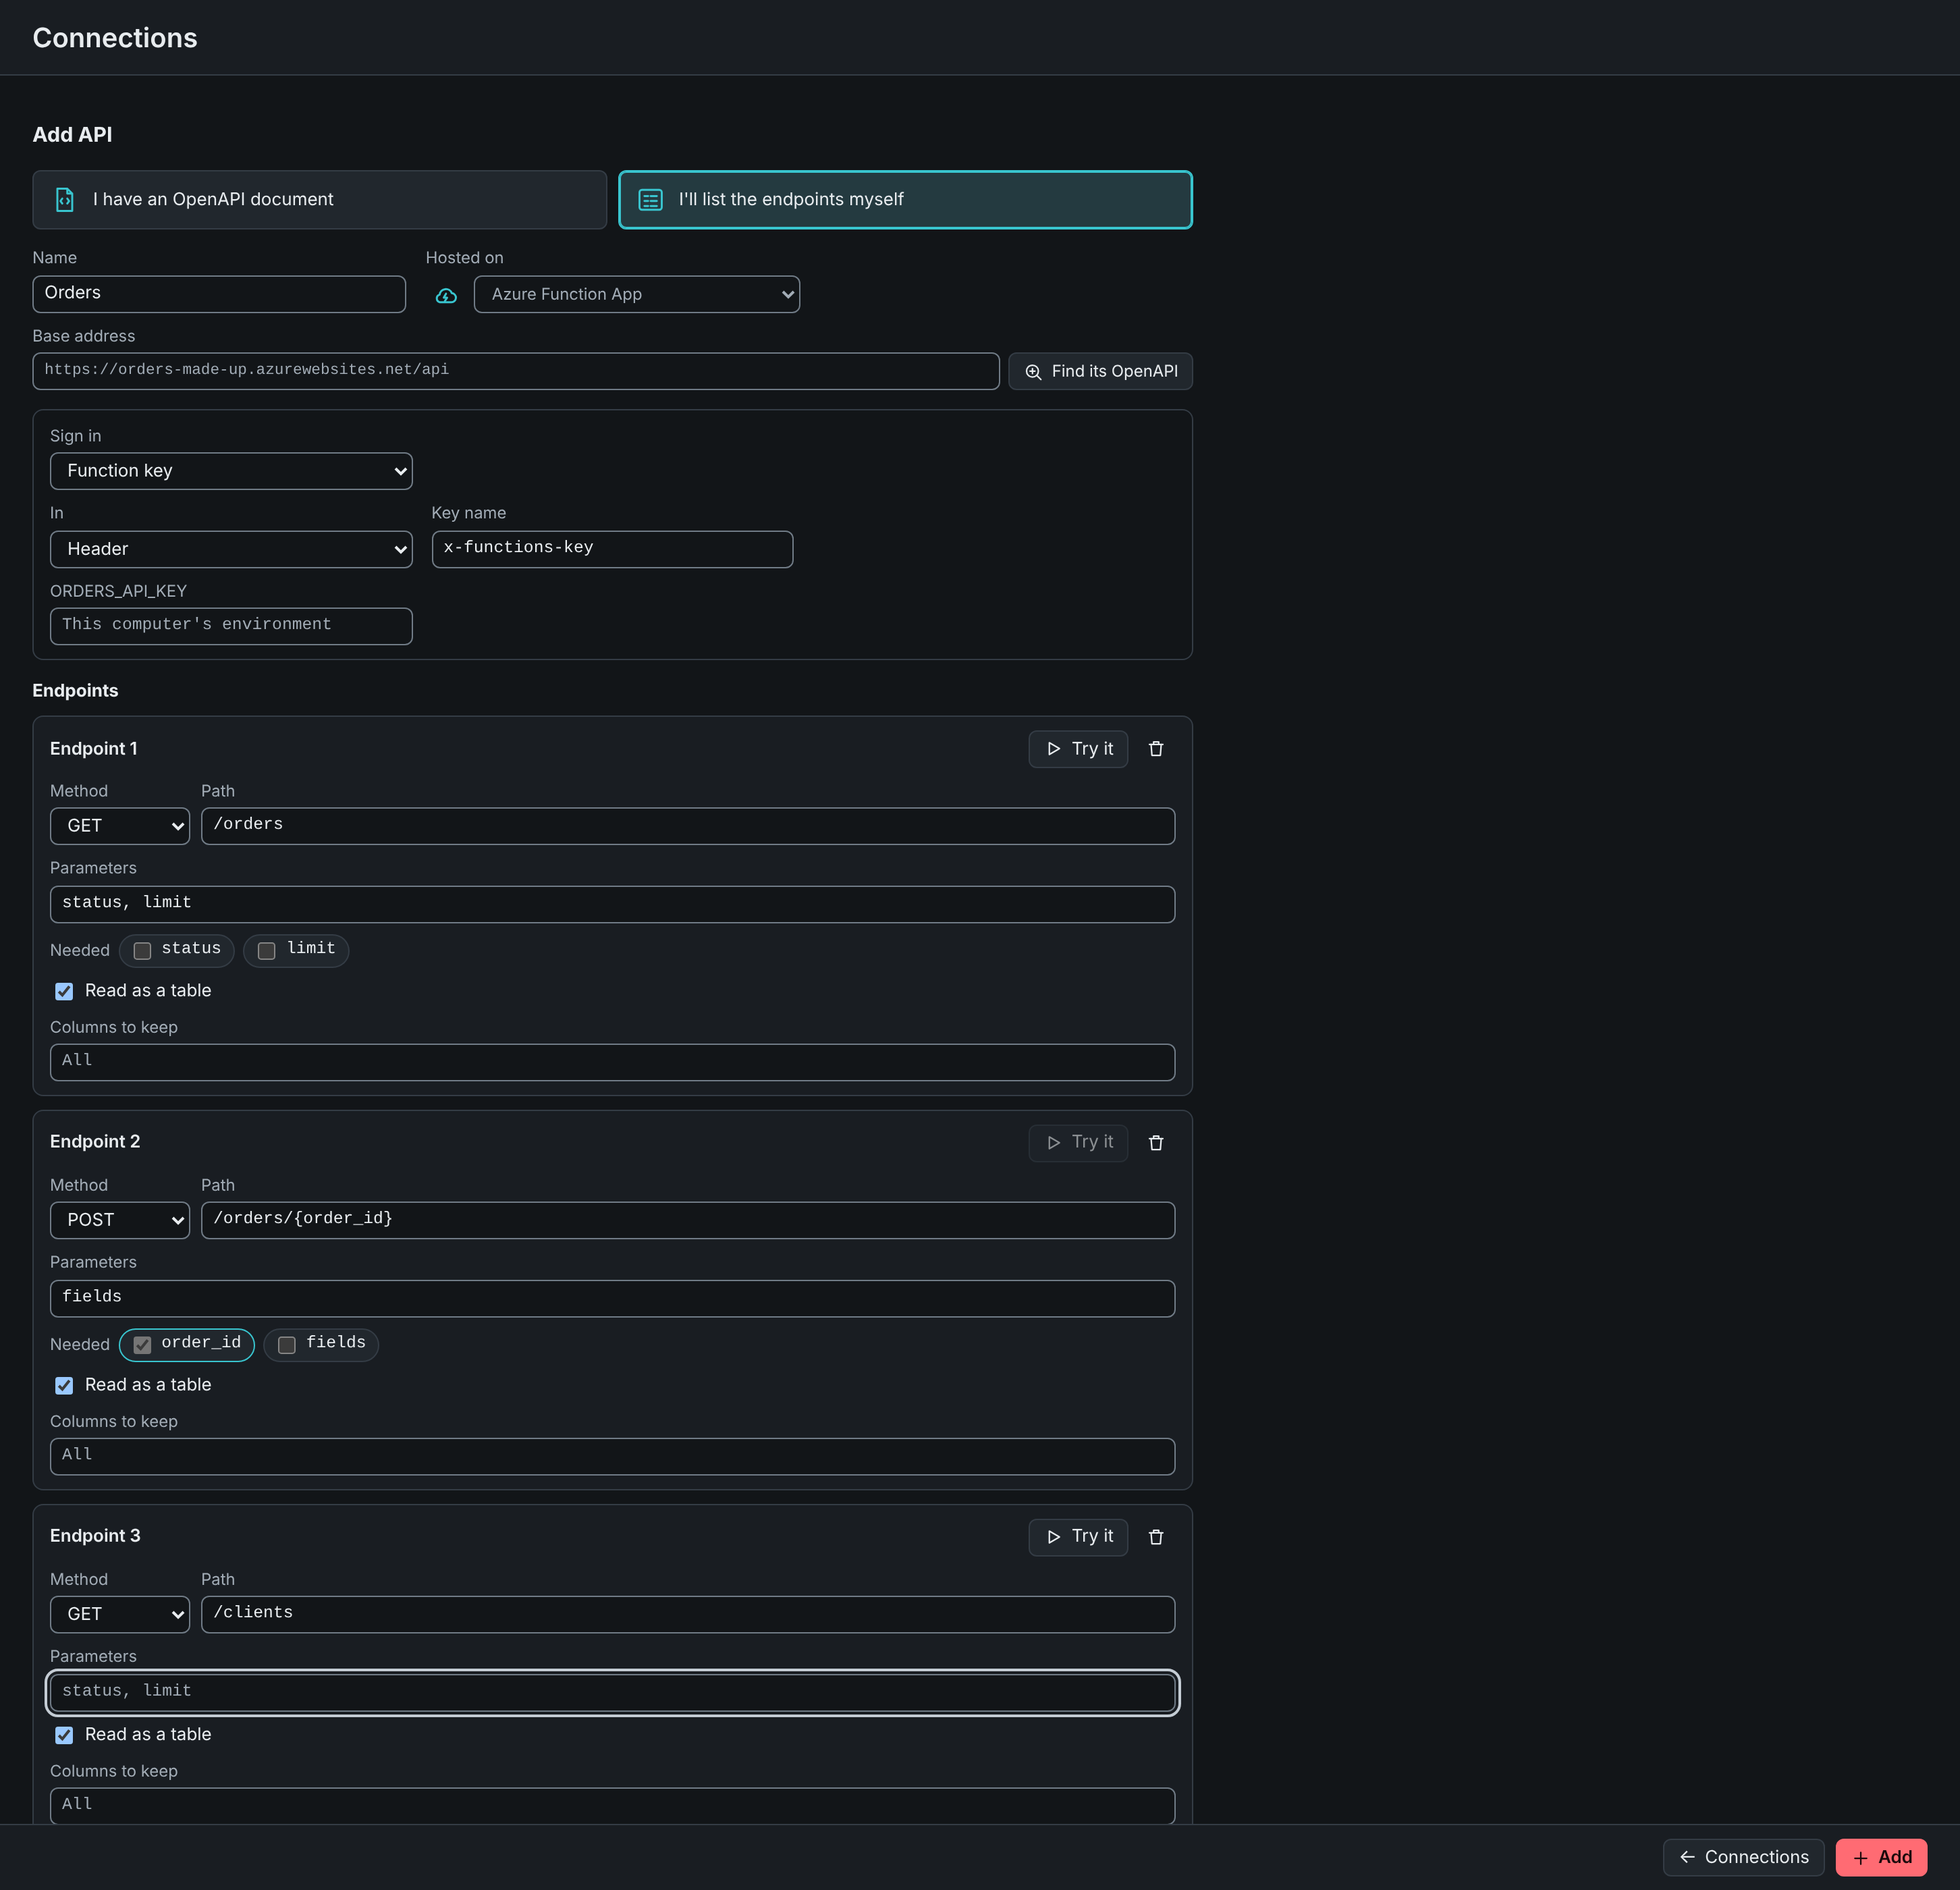 Connections
Add API
I have an OpenAPI document
I'll list the endpoints myself
Name
Hosted on
Orders
Azure Function App
Base address
https://orders-made-up.azurewebsites.net/api
Find its OpenAPI
Sign in
Function key
In
Key name
Header
x-functions-key
ORDERS_API_KEY
This computer's environment
Endpoints
Endpoint 1
Try it
Method
Path
GET
/orders
Parameters
status, limit
Needed
status
limit
Read as a table
Columns to keep
All
Endpoint 2
Try it
Method
Path
POST
/orders/{order_id}
Parameters
fields
Needed
order_id
fields
Read as a table
Columns to keep
All
Endpoint 3
Try it
Method
Path
GET
/clients
Parameters
status, limit
Read as a table
Columns to keep
All
Connections
Add